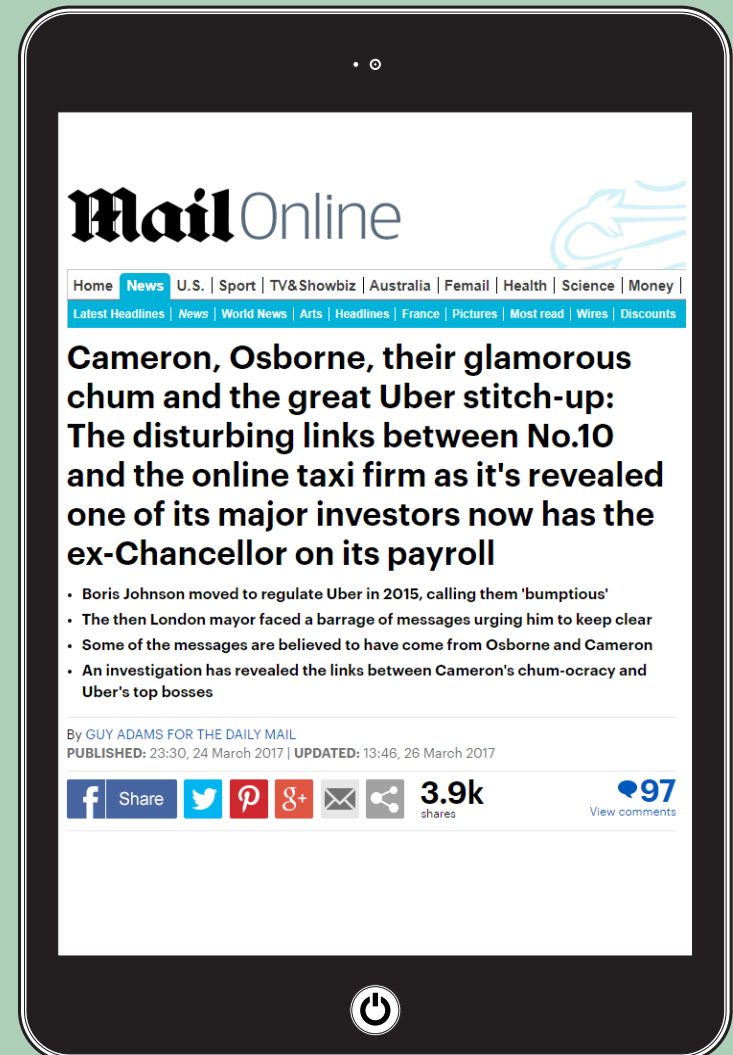 Mail Online
Home News U.S. | Sport | TV&Showbiz | Australia | Femail | Health | Science | Money |
Latest Headlines | News | World News | Arts | Headlines | France | Pictures | Most read | Wires | Discounts
Cameron, Osborne, their glamorous
chum and the great Uber stitch-up:
The disturbing links between No.10
and the online taxi firm as it's revealed
one of its major investors now has the
ex-Chancellor on its payroll
• Boris Johnson moved to regulate Uber in 2015, calling them 'bumptious'
• The then London mayor faced a barrage of messages urging him to keep clear
• Some of the messages are believed to have come from Osborne and Cameron
• An investigation has revealed the links between Cameron's chum-ocracy and
Uber's top bosses
By GUY ADAMS FOR THE DAILY MAIL
PUBLISHED: 23:30, 24 March 2017 | UPDATED: 13:46, 26 March 2017
f Share 8+ 3.9k 97
shares View comments